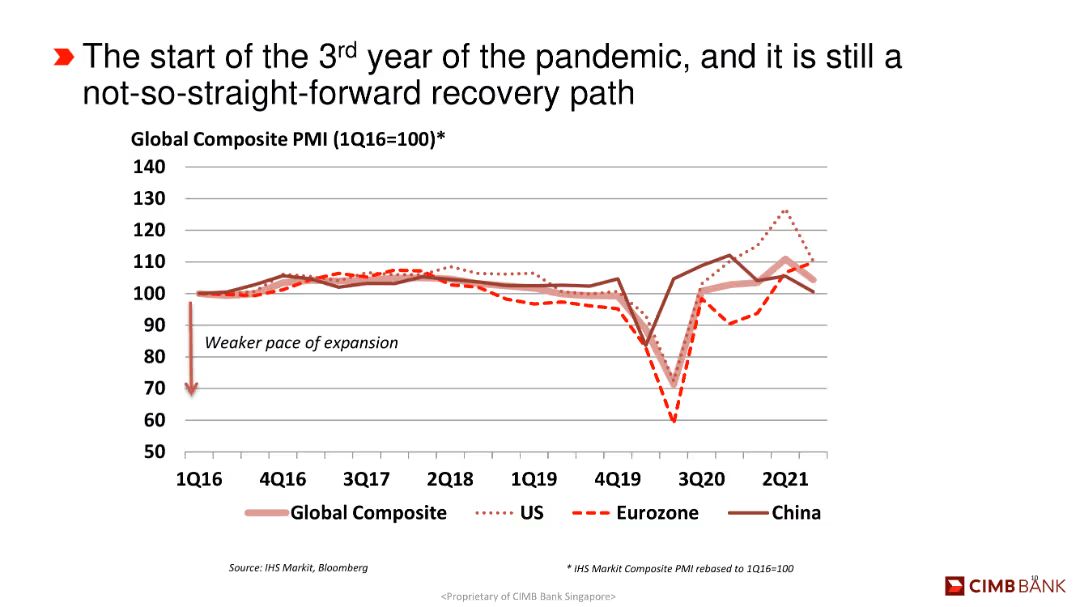 The start of the 3rd year of the pandemic, and it is still a
not-so-straight-forward recovery path
Global Composite PMI (1Q16=100)*
140
130
120
110
100
90
80
70
60
50
Weaker pace of expansion
1Q16 4Q16 3Q17 2Q18 1Q19 4Q19 3Q20 2Q21
Global Composite US Eurozone China
Source: IHS Markit, Bloomberg
* IHS Markit Composite PMI rebased to 1Q16=100
<Proprietary of CIMB Bank Singapore>
10
CIMB BANK